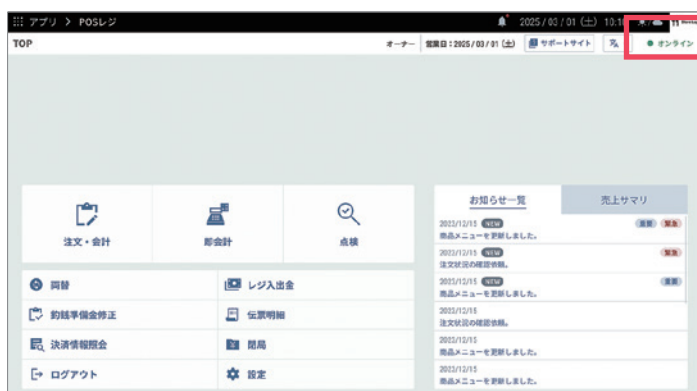 アプリ > POSレジ
2025/03/01 (土)
TOP
オーナー
営業日:2025/03/01 (土)
サポートサイト
オンライン
注文・会計
即会計
点検
両替
レジ入出金
釣銭準備金修正
伝票明細
決済情報照会
閉局
ログアウト
設定
お知らせ一覧
売上サマリ
2023/12/15 NEW 重要 緊急
商品メニューを更新しました。
2023/12/15 NEW 緊急
注文状況の確認依頼。
2023/12/15 NEW 重要
商品メニューを更新しました。
2023/12/15
注文状況の確認依頼。
2023/12/15
商品メニューを更新しました。
2023/12/15
商品メニューを更新しました。